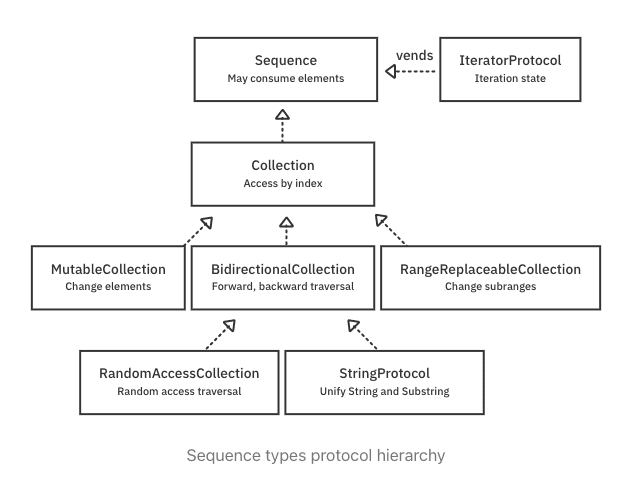 Sequence
May consume elements
vends
IteratorProtocol
Iteration state
Collection
Access by index
MutableCollection
Change elements
BidirectionalCollection
Forward, backward traversal
RangeReplaceableCollection
Change subranges
RandomAccessCollection
Random access traversal
StringProtocol
Unify String and Substring
Sequence types protocol hierarchy